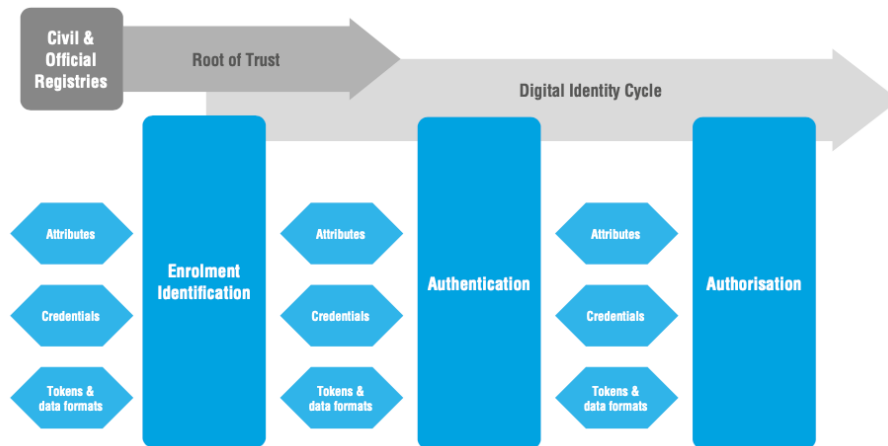 Civil &
Official
Registries
Root of Trust
Digital Identity Cycle
Attributes
Credentials
Tokens &
data formats
Enrolment
Identification
Attributes
Credentials
Tokens &
data formats
Authentication
Attributes
Credentials
Tokens &
data formats
Authorisation